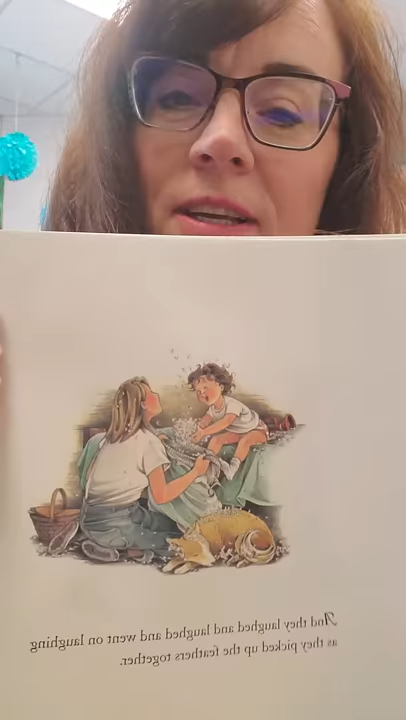 And they laughed and laughed and went on laughing
as they picked up the feathers together.